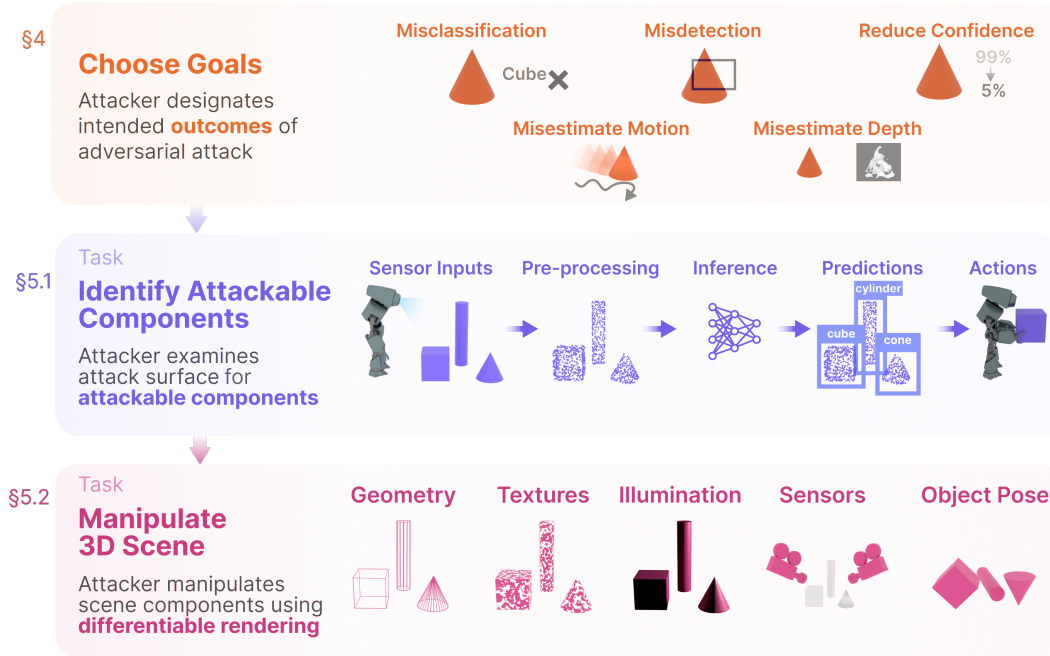 §4
Choose Goals
Attacker designates
intended outcomes of
adversarial attack
Misclassification
Cube
Misdetection
Reduce Confidence
99%
5%
Misestimate Motion
Misestimate Depth
§5.1
Task
Identify Attackable
Components
Attacker examines
attack surface for
attackable components
Sensor Inputs
Pre-processing
Inference
Predictions
cylinder
cube
cone
Actions
§5.2
Task
Manipulate
3D Scene
Attacker manipulates
scene components using
differentiable rendering
Geometry
Textures
Illumination
Sensors
Object Pose